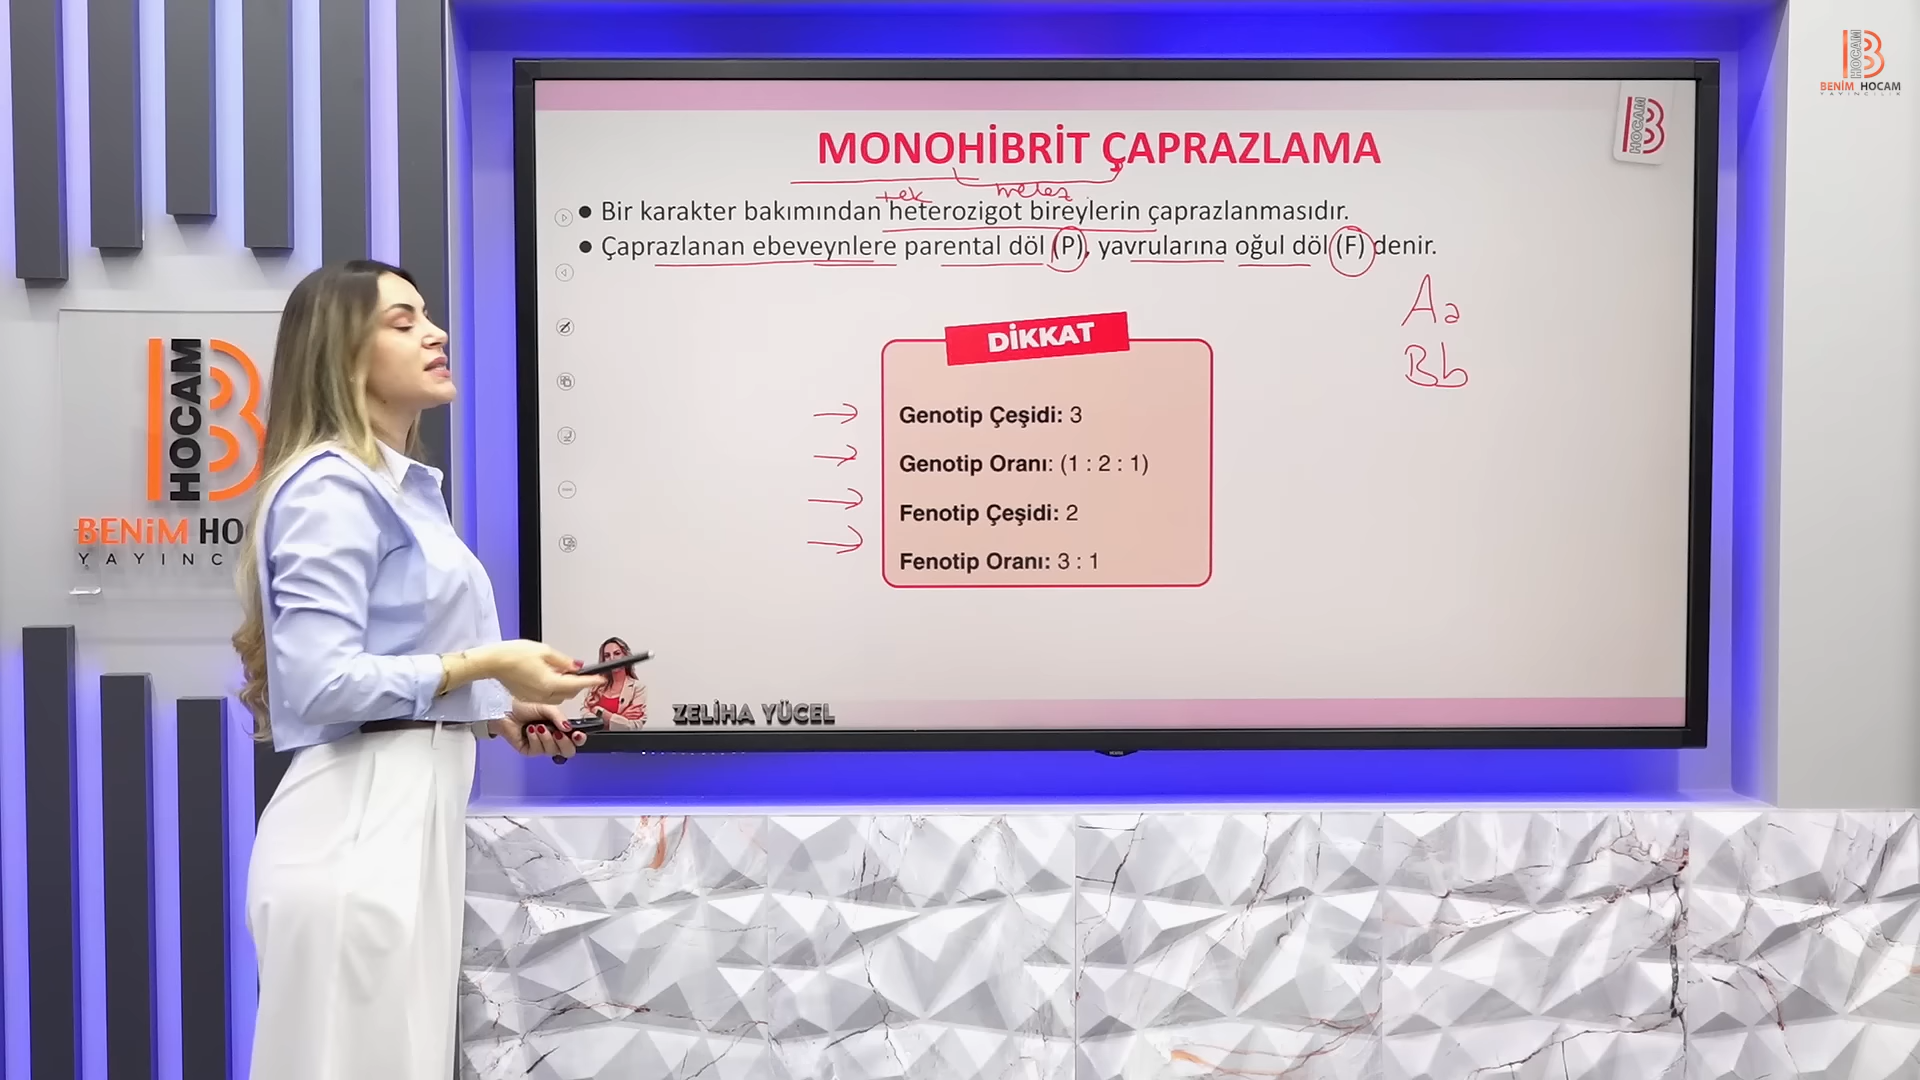 BENİM HOCAM
YAYINCILIK
HOCAM
MONOHİBRİT ÇAPRAZLAMA
tek melez
● Bir karakter bakımından heterozigot bireylerin çaprazlanmasıdır.
● Çaprazlanan ebeveynlere parental döl (P), yavrularına oğul döl (F) denir.
Aa
Bb
DİKKAT
Genotip Çeşidi: 3
Genotip Oranı: (1 : 2 : 1)
Fenotip Çeşidi: 2
Fenotip Oranı: 3 : 1
HOCAM
BENİM HO
YAYINC
ZELİHA YÜCEL